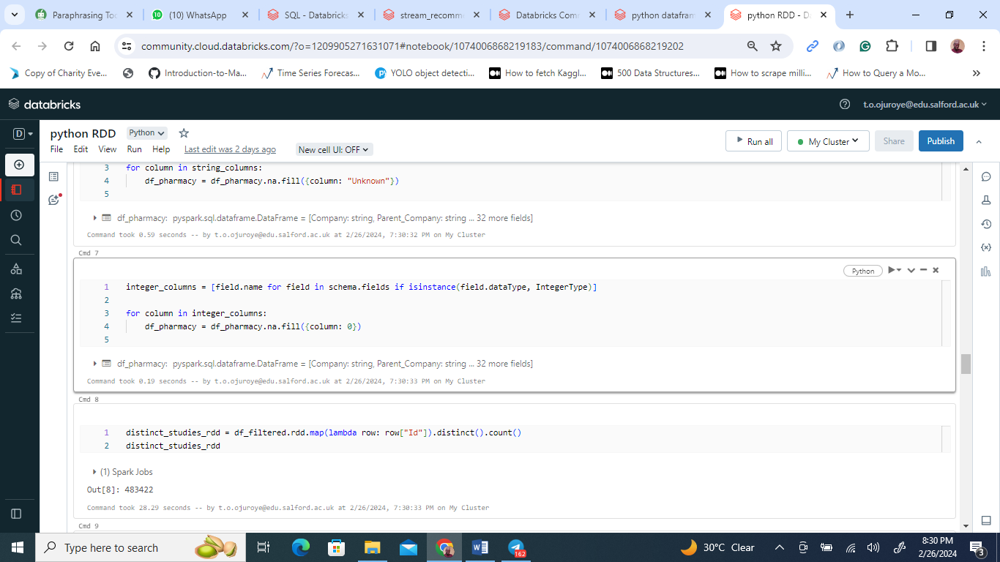 Paraphrasing Too
(10) WhatsApp
SQL - Databricks
stream_recomm
Databricks Com
python datafram
python RDD - Da
community.cloud.databricks.com/?o=1209905271631071#notebook/1074006868219183/command/1074006868219202
Copy of Charity Eve...
Introduction-to-Ma...
Time Series Forecas...
YOLO object detecti...
How to fetch Kaggl...
500 Data Structures...
How to scrape milli...
How to Query a Mo...
databricks
t.o.ojuroye@edu.salford.ac.uk
D
python RDD
Python
File Edit View Run Help Last edit was 2 days ago New cell UI: OFF
Run all
My Cluster
Share
Publish
3 for column in string_columns:
4 df_pharmacy = df_pharmacy.na.fill({column: "Unknown"})
5
df_pharmacy: pyspark.sql.dataframe.DataFrame = [Company: string, Parent_Company: string ... 32 more fields]
Command took 0.59 seconds -- by t.o.ojuroye@edu.salford.ac.uk at 2/26/2024, 7:30:32 PM on My Cluster
Cmd 7
Python
1 integer_columns = [field.name for field in schema.fields if isinstance(field.dataType, IntegerType)]
2
3 for column in integer_columns:
4 df_pharmacy = df_pharmacy.na.fill({column: 0})
5
df_pharmacy: pyspark.sql.dataframe.DataFrame = [Company: string, Parent_Company: string ... 32 more fields]
Command took 0.19 seconds -- by t.o.ojuroye@edu.salford.ac.uk at 2/26/2024, 7:30:33 PM on My Cluster
Cmd 8
1 distinct_studies_rdd = df_filtered.rdd.map(lambda row: row["Id"]).distinct().count()
2 distinct_studies_rdd
(1) Spark Jobs
Out[8]: 483422
Command took 28.29 seconds -- by t.o.ojuroye@edu.salford.ac.uk at 2/26/2024, 7:30:33 PM on My Cluster
Cmd 9
Type here to search
162
30°C Clear
8:30 PM
2/26/2024
3